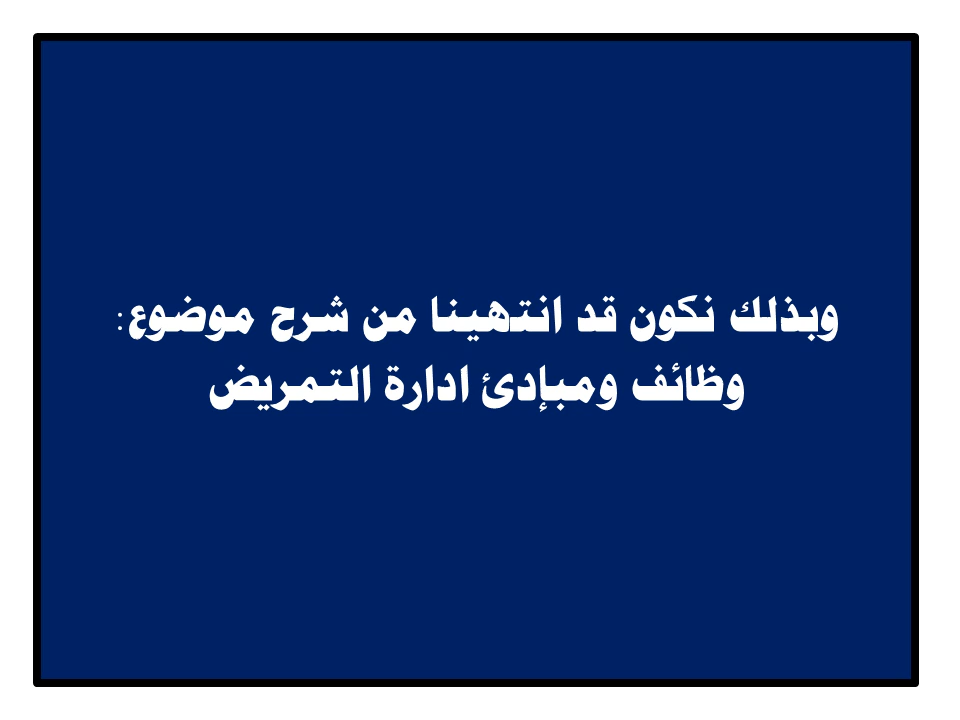 وبذلك نكون قد انتهينا من شرح موضوع:
وظائف ومبإدئ ادارة التمريض